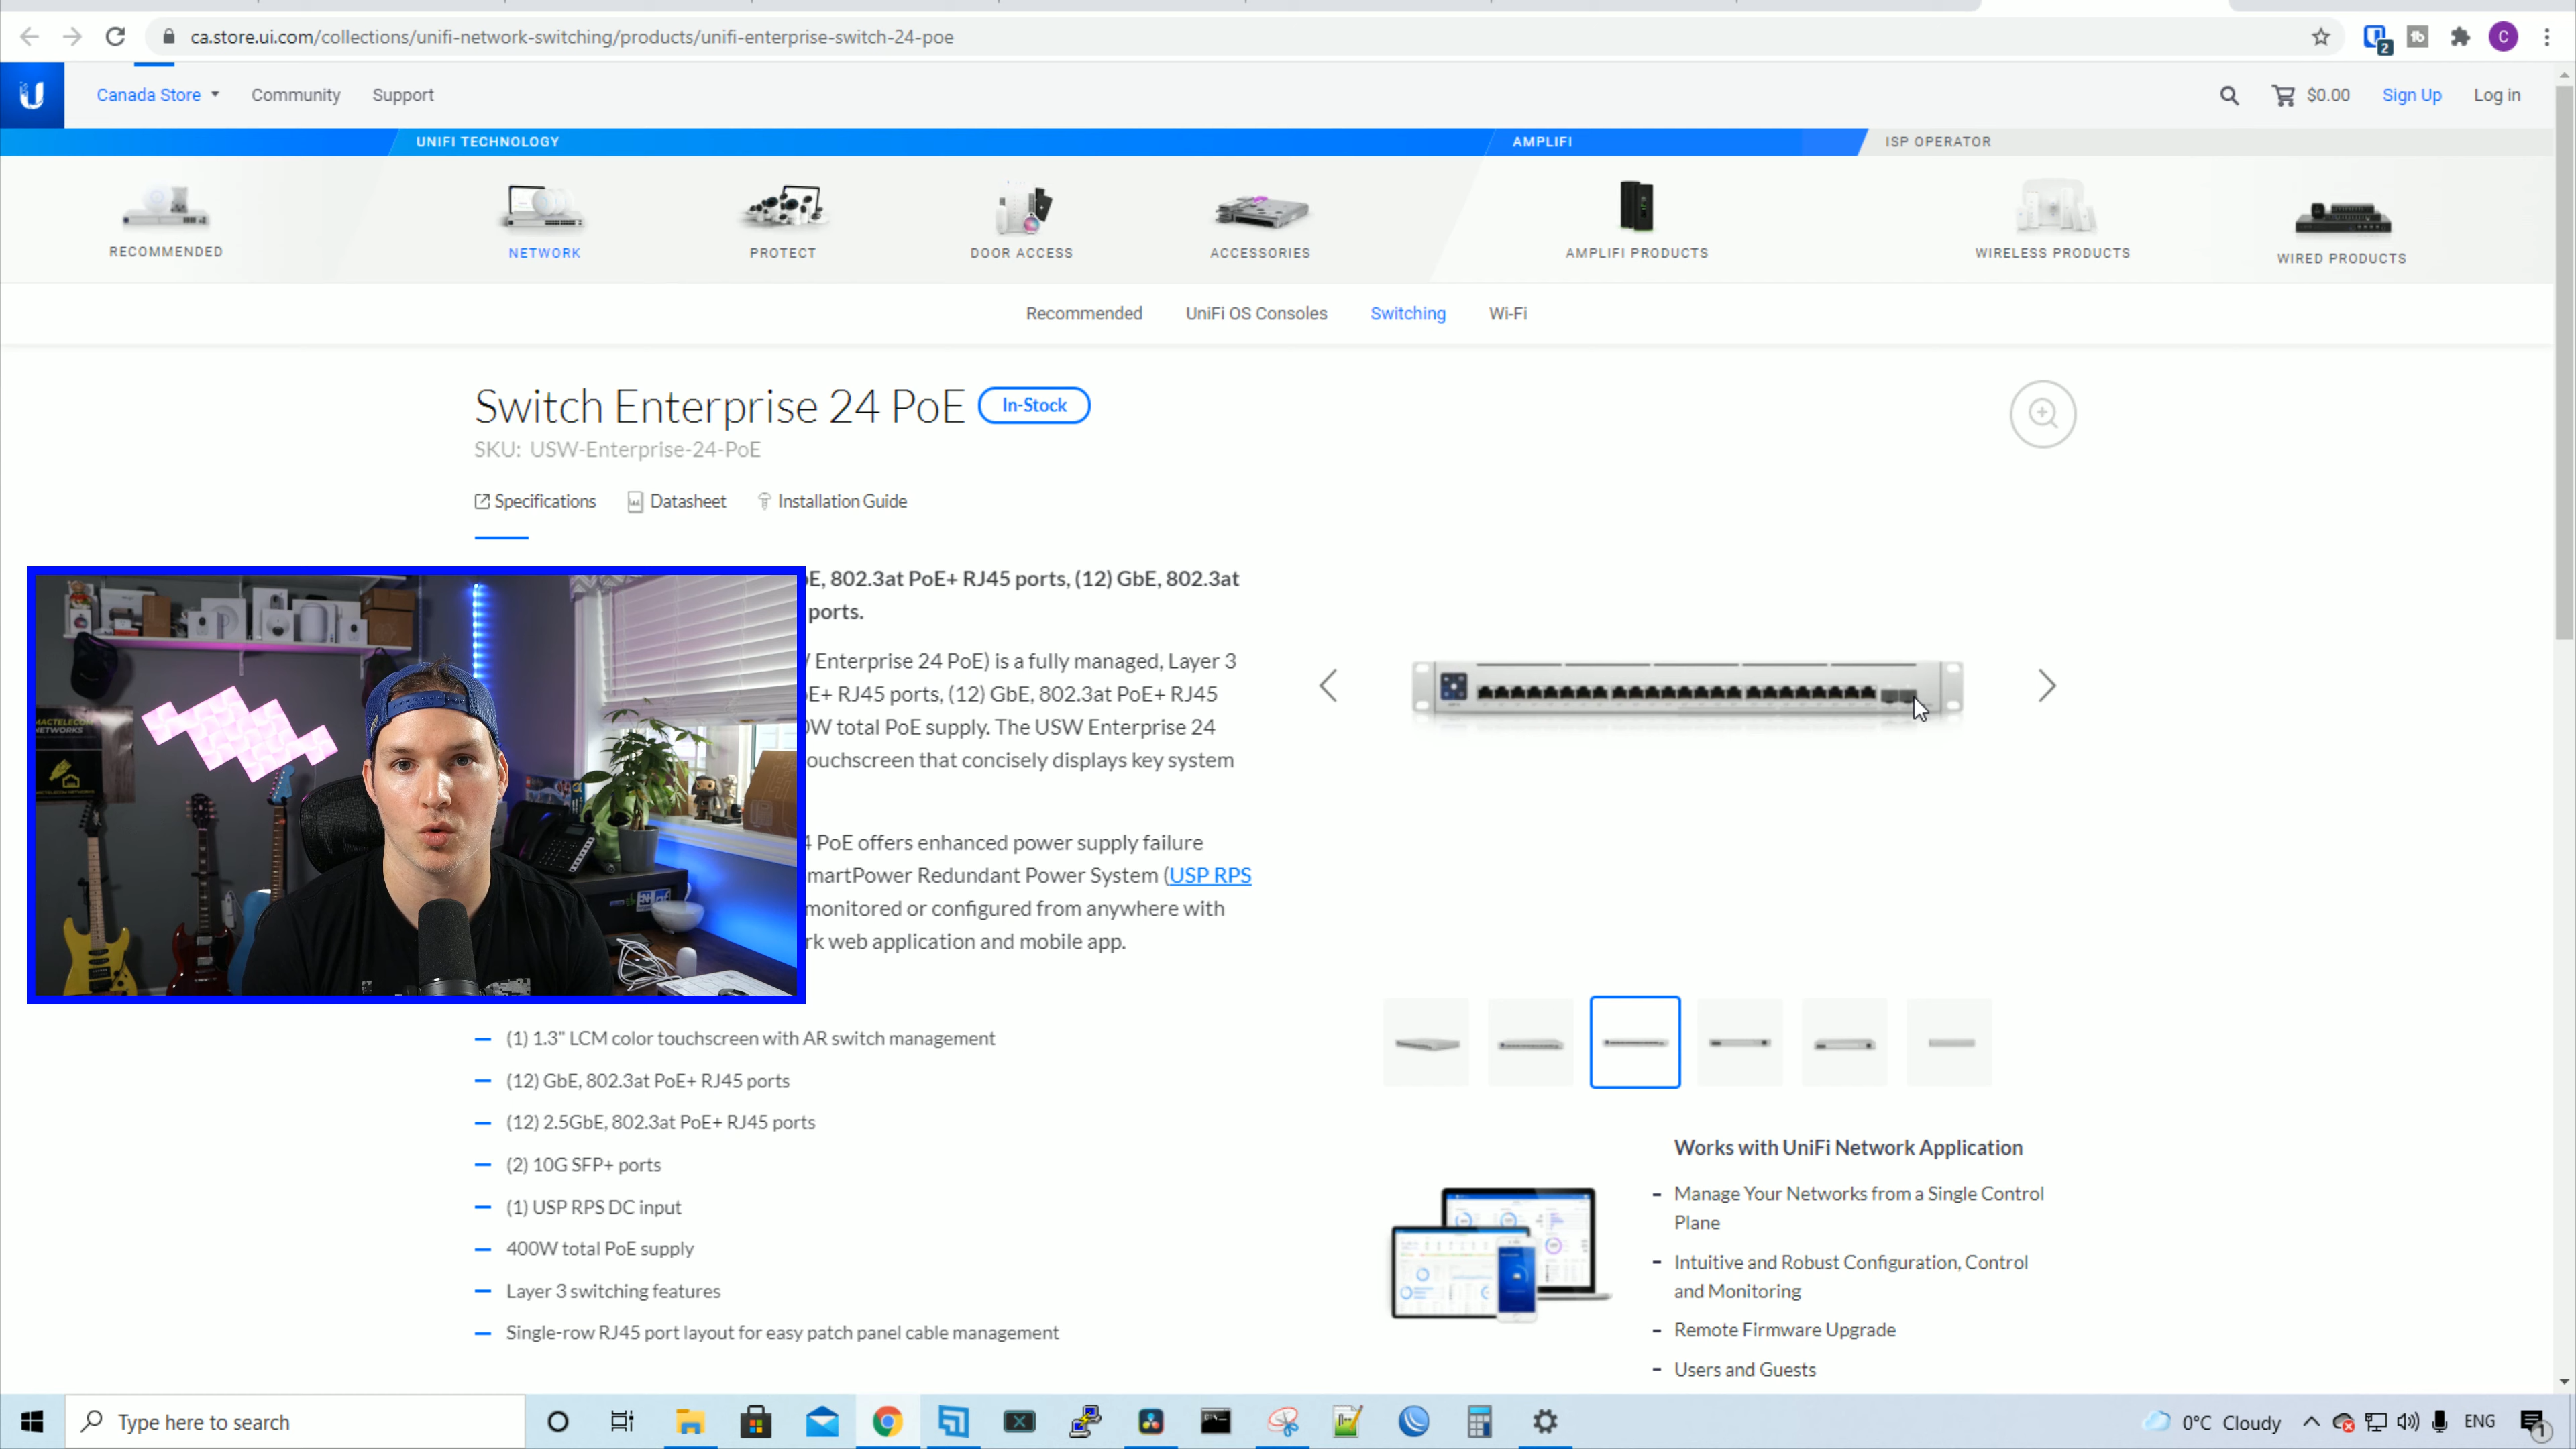 ca.store.ui.com/collections/unifi-network-switching/products/unifi-enterprise-switch-24-poe
2
C
Canada Store
Community
Support
$0.00
Sign Up
Log in
UNIFI TECHNOLOGY
AMPLIFI
ISP OPERATOR
RECOMMENDED
NETWORK
PROTECT
DOOR ACCESS
ACCESSORIES
AMPLIFI PRODUCTS
WIRELESS PRODUCTS
WIRED PRODUCTS
Recommended
UniFi OS Consoles
Switching
Wi-Fi
Switch Enterprise 24 PoE
In-Stock
SKU: USW-Enterprise-24-PoE
Specifications
Datasheet
Installation Guide
E, 802.3at PoE+ RJ45 ports, (12) GbE, 802.3at
ports.
Enterprise 24 PoE) is a fully managed, Layer 3
E+ RJ45 ports, (12) GbE, 802.3at PoE+ RJ45
W total PoE supply. The USW Enterprise 24
ouchscreen that concisely displays key system
4 PoE offers enhanced power supply failure
martPower Redundant Power System (USP RPS
monitored or configured from anywhere with
rk web application and mobile app.
MACTELECOM
NETWORKS
MACTELECOM NETWORKS
(1) 1.3" LCM color touchscreen with AR switch management
(12) GbE, 802.3at PoE+ RJ45 ports
(12) 2.5GbE, 802.3at PoE+ RJ45 ports
(2) 10G SFP+ ports
(1) USP RPS DC input
400W total PoE supply
Layer 3 switching features
Single-row RJ45 port layout for easy patch panel cable management
Works with UniFi Network Application
- Manage Your Networks from a Single Control
Plane
- Intuitive and Robust Configuration, Control
and Monitoring
- Remote Firmware Upgrade
- Users and Guests
Type here to search
0°C Cloudy
ENG
1